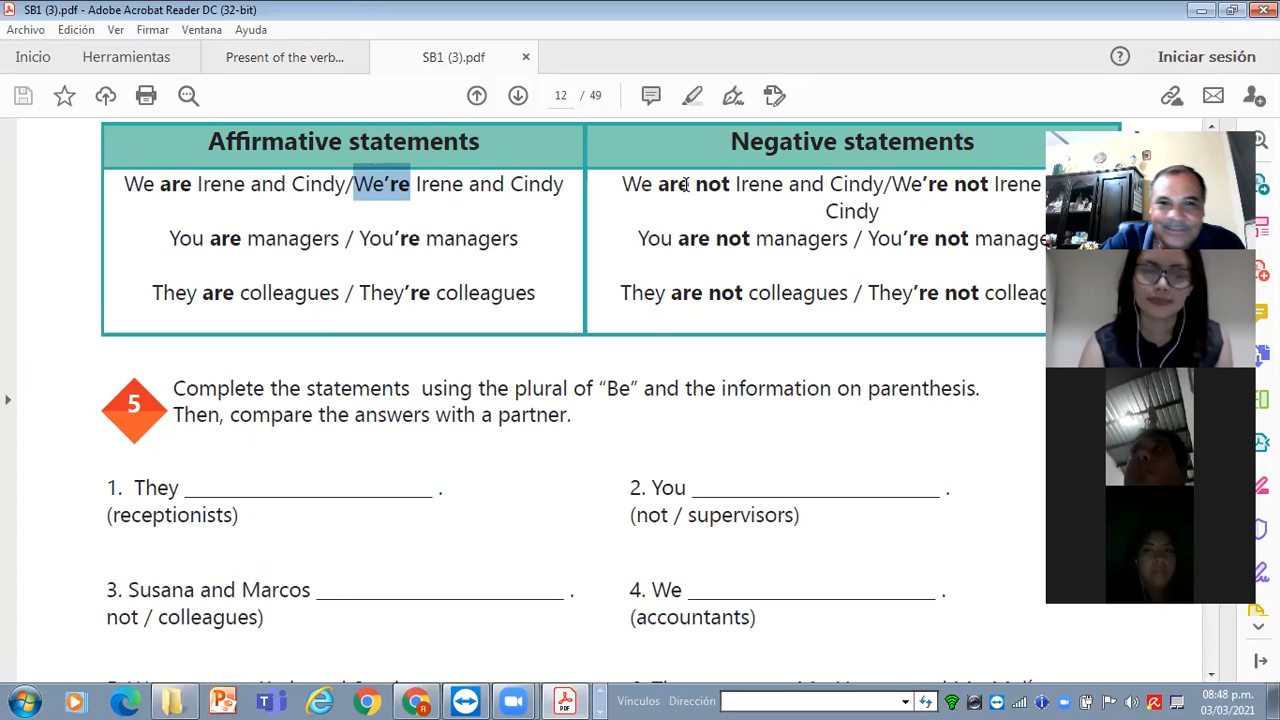 SB1 (3).pdf - Adobe Acrobat Reader DC (32-bit)
Archivo Edición Ver Firmar Ventana Ayuda
Inicio Herramientas Present of the verb... SB1 (3).pdf × Iniciar sesión
12 / 49
Affirmative statements Negative statements
We are Irene and Cindy/We're Irene and Cindy We are not Irene and Cindy/We're not Irene
Cindy
You are managers / You're managers You are not managers / You're not manage
They are colleagues / They're colleagues They are not colleagues / They're not colleag
5 Complete the statements using the plural of "Be" and the information on parenthesis.
Then, compare the answers with a partner.
1. They ______________________ . 2. You ______________________ .
(receptionists) (not / supervisors)
3. Susana and Marcos ______________________ . 4. We ______________________ .
not / colleagues) (accountants)
Vínculos Dirección 08:48 p.m.
03/03/2021